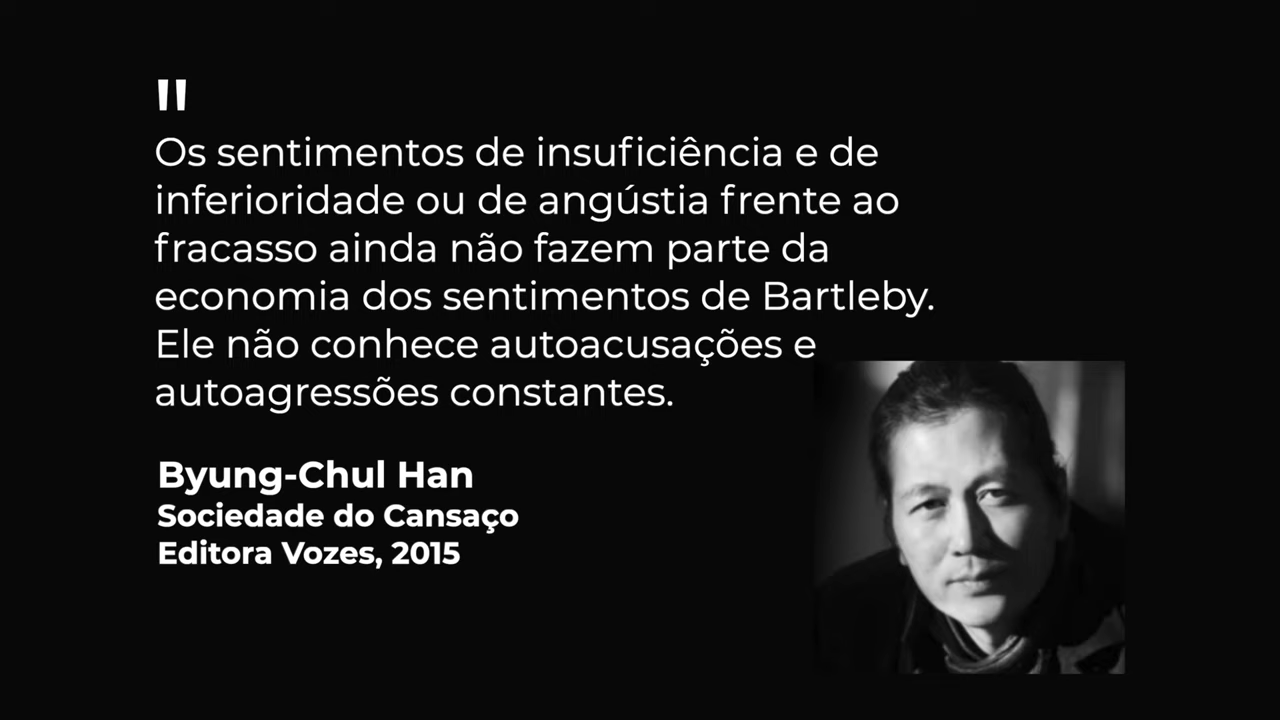 "
Os sentimentos de insuficiência e de
inferioridade ou de angústia frente ao
fracasso ainda não fazem parte da
economia dos sentimentos de Bartleby.
Ele não conhece autoacusações e
autoagressões constantes.
Byung-Chul Han
Sociedade do Cansaço
Editora Vozes, 2015